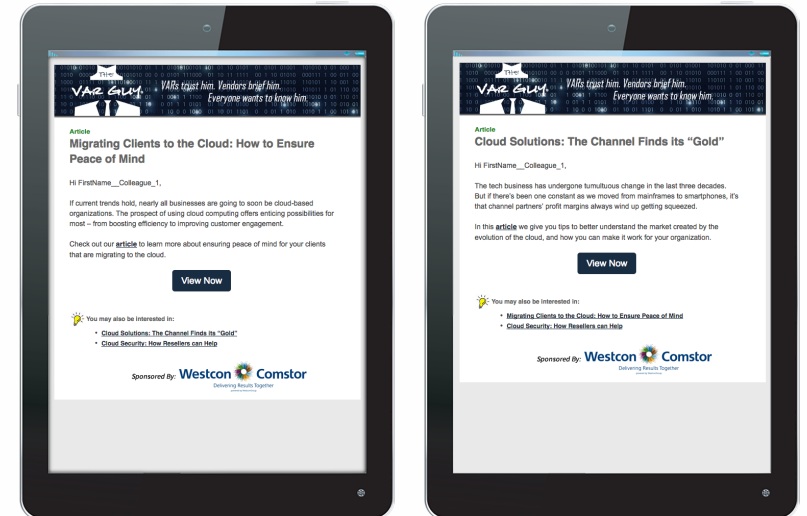 THE
VAR GUY.
VARs trust him. Vendors brief him.
Everyone wants to know him.
Article
Migrating Clients to the Cloud: How to Ensure
Peace of Mind
Hi FirstName__Colleague_1,
If current trends hold, nearly all businesses are going to soon be cloud-based
organizations. The prospect of using cloud computing offers enticing possibilities for
most – from boosting efficiency to improving customer engagement.
Check out our article to learn more about ensuring peace of mind for your clients
that are migrating to the cloud.
View Now
You may also be interested in:
• Cloud Solutions: The Channel Finds its “Gold”
• Cloud Security: How Resellers can Help
Sponsored By: Westcon Comstor
Delivering Results Together
THE
VAR GUY.
VARs trust him. Vendors brief him.
Everyone wants to know him.
Article
Cloud Solutions: The Channel Finds its “Gold”
Hi FirstName__Colleague_1,
The tech business has undergone tumultuous change in the last three decades.
But if there’s been one constant as we moved from mainframes to smartphones, it’s
that channel partners’ profit margins always wind up getting squeezed.
In this article we give you tips to better understand the market created by the
evolution of the cloud, and how you can make it work for your organization.
View Now
You may also be interested in:
• Migrating Clients to the Cloud: How to Ensure Peace of Mind
• Cloud Security: How Resellers can Help
Sponsored By: Westcon Comstor
Delivering Results Together